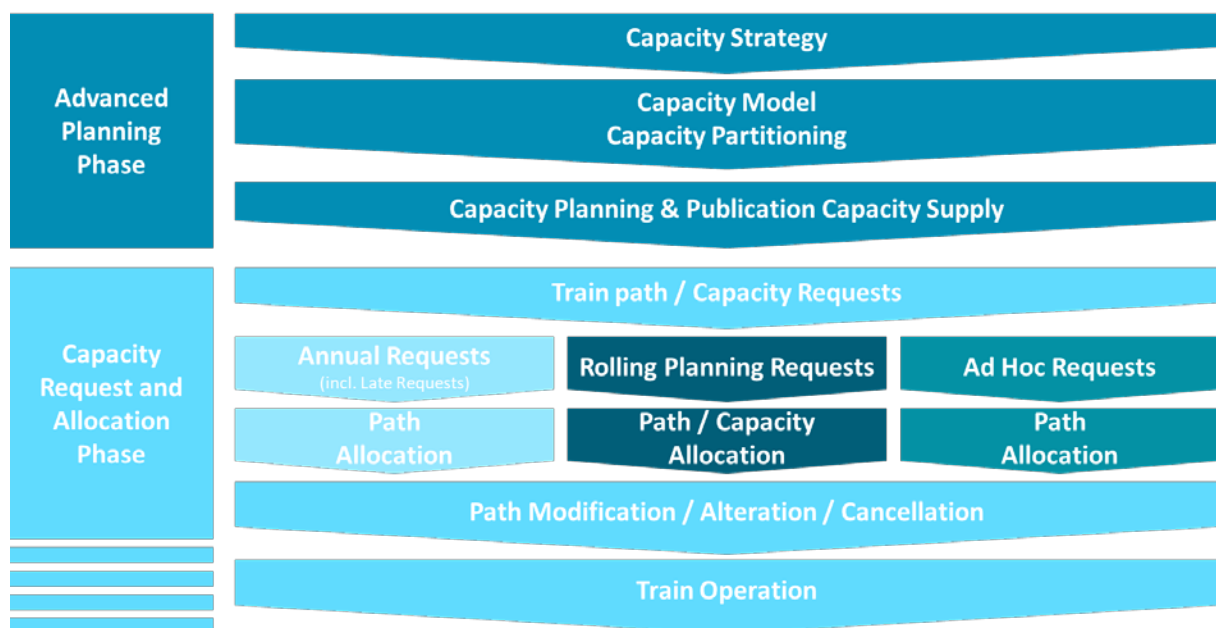 Advanced
Planning
Phase
Capacity Strategy
Capacity Model
Capacity Partitioning
Capacity Planning & Publication Capacity Supply
Capacity
Request and
Allocation
Phase
Train path / Capacity Requests
Annual Requests
(incl. Late Requests)
Rolling Planning Requests
Ad Hoc Requests
Path
Allocation
Path / Capacity
Allocation
Path
Allocation
Path Modification / Alteration / Cancellation
Train Operation